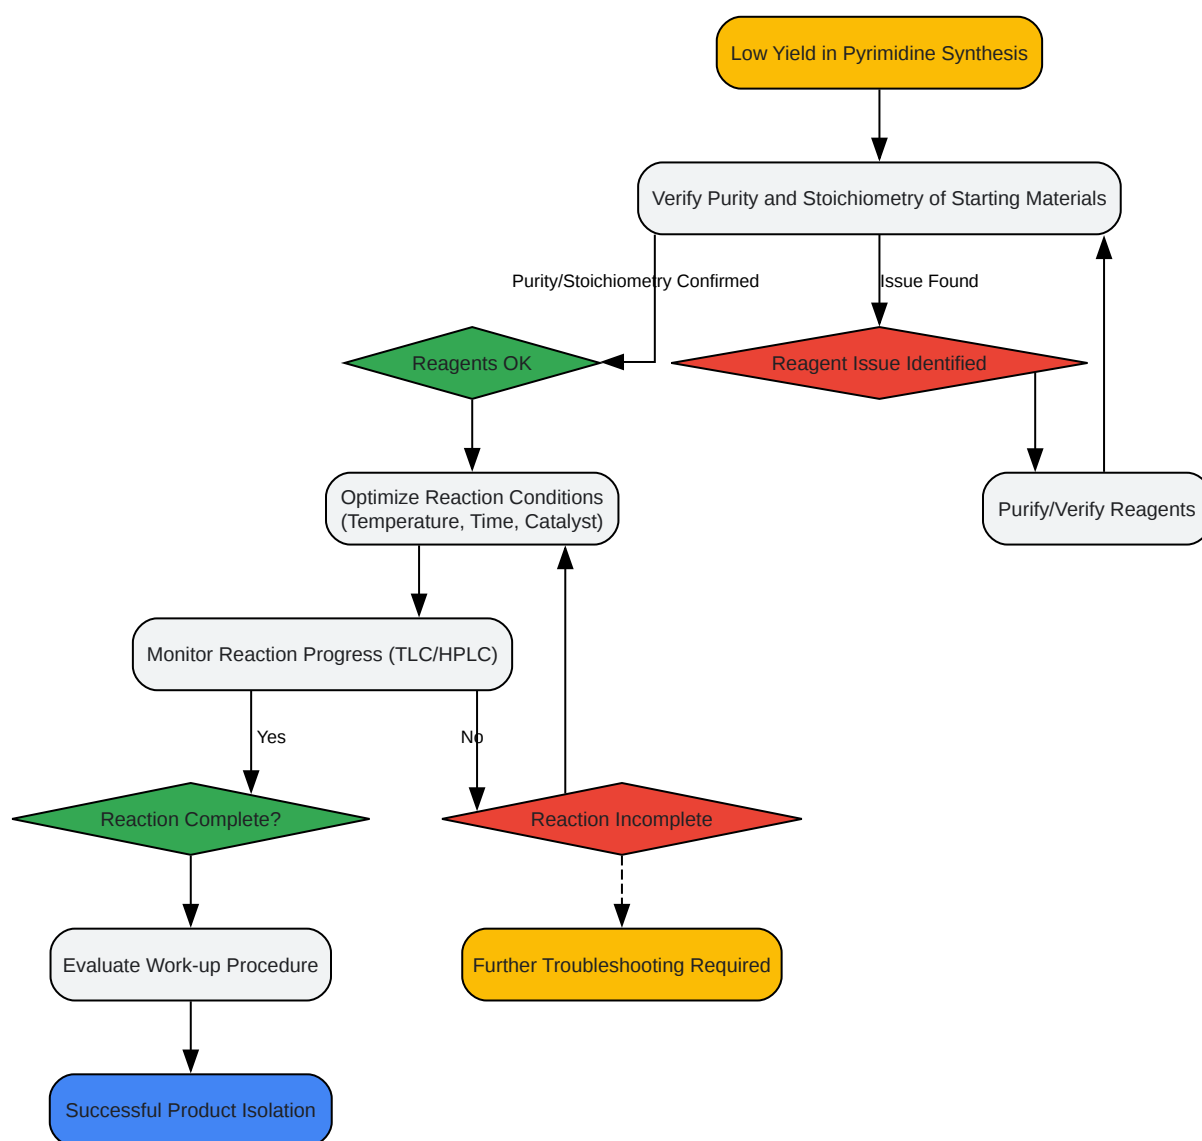 Low Yield in Pyrimidine Synthesis
Verify Purity and Stoichiometry of Starting Materials
Purity/Stoichiometry Confirmed
Issue Found
Reagents OK
Reagent Issue Identified
Optimize Reaction Conditions
(Temperature, Time, Catalyst)
Purify/Verify Reagents
Monitor Reaction Progress (TLC/HPLC)
Yes
No
Reaction Complete?
Reaction Incomplete
Evaluate Work-up Procedure
Further Troubleshooting Required
Successful Product Isolation